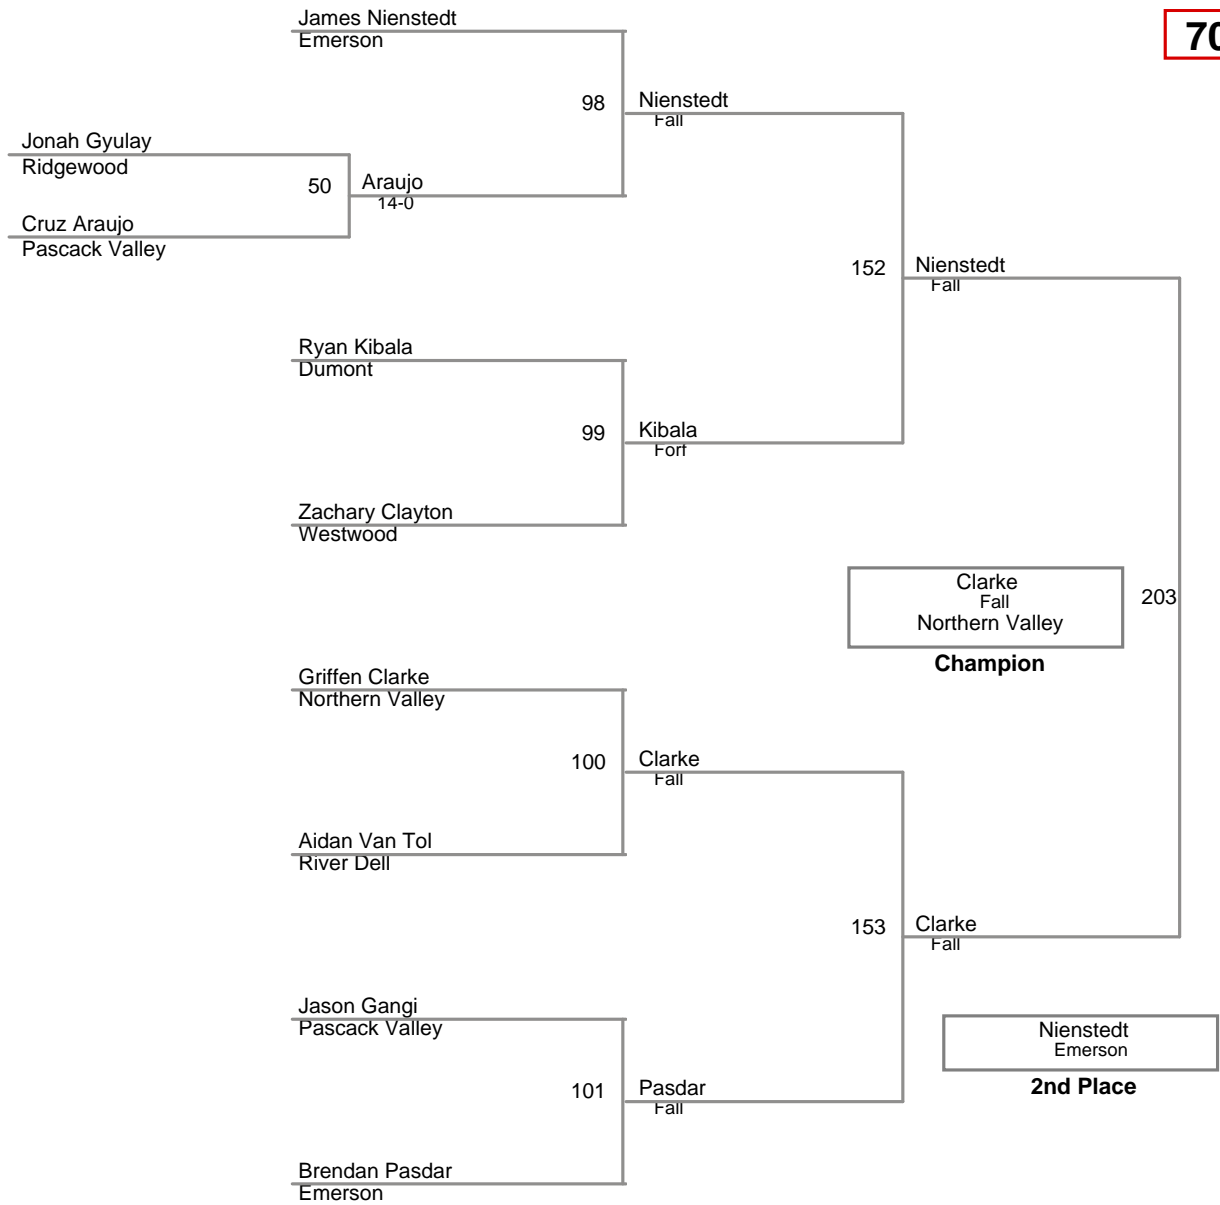 James Nienstedt
Emerson
70
98
Nienstedt
Fall
Jonah Gyulay
Ridgewood
50
Araujo
14-0
Cruz Araujo
Pascack Valley
152
Nienstedt
Fall
Ryan Kibala
Dumont
99
Kibala
Forf
Zachary Clayton
Westwood
Clarke
Fall
Northern Valley
203
Champion
Griffen Clarke
Northern Valley
100
Clarke
Fall
Aidan Van Tol
River Dell
153
Clarke
Fall
Jason Gangi
Pascack Valley
Nienstedt
Emerson
2nd Place
101
Pasdar
Fall
Brendan Pasdar
Emerson